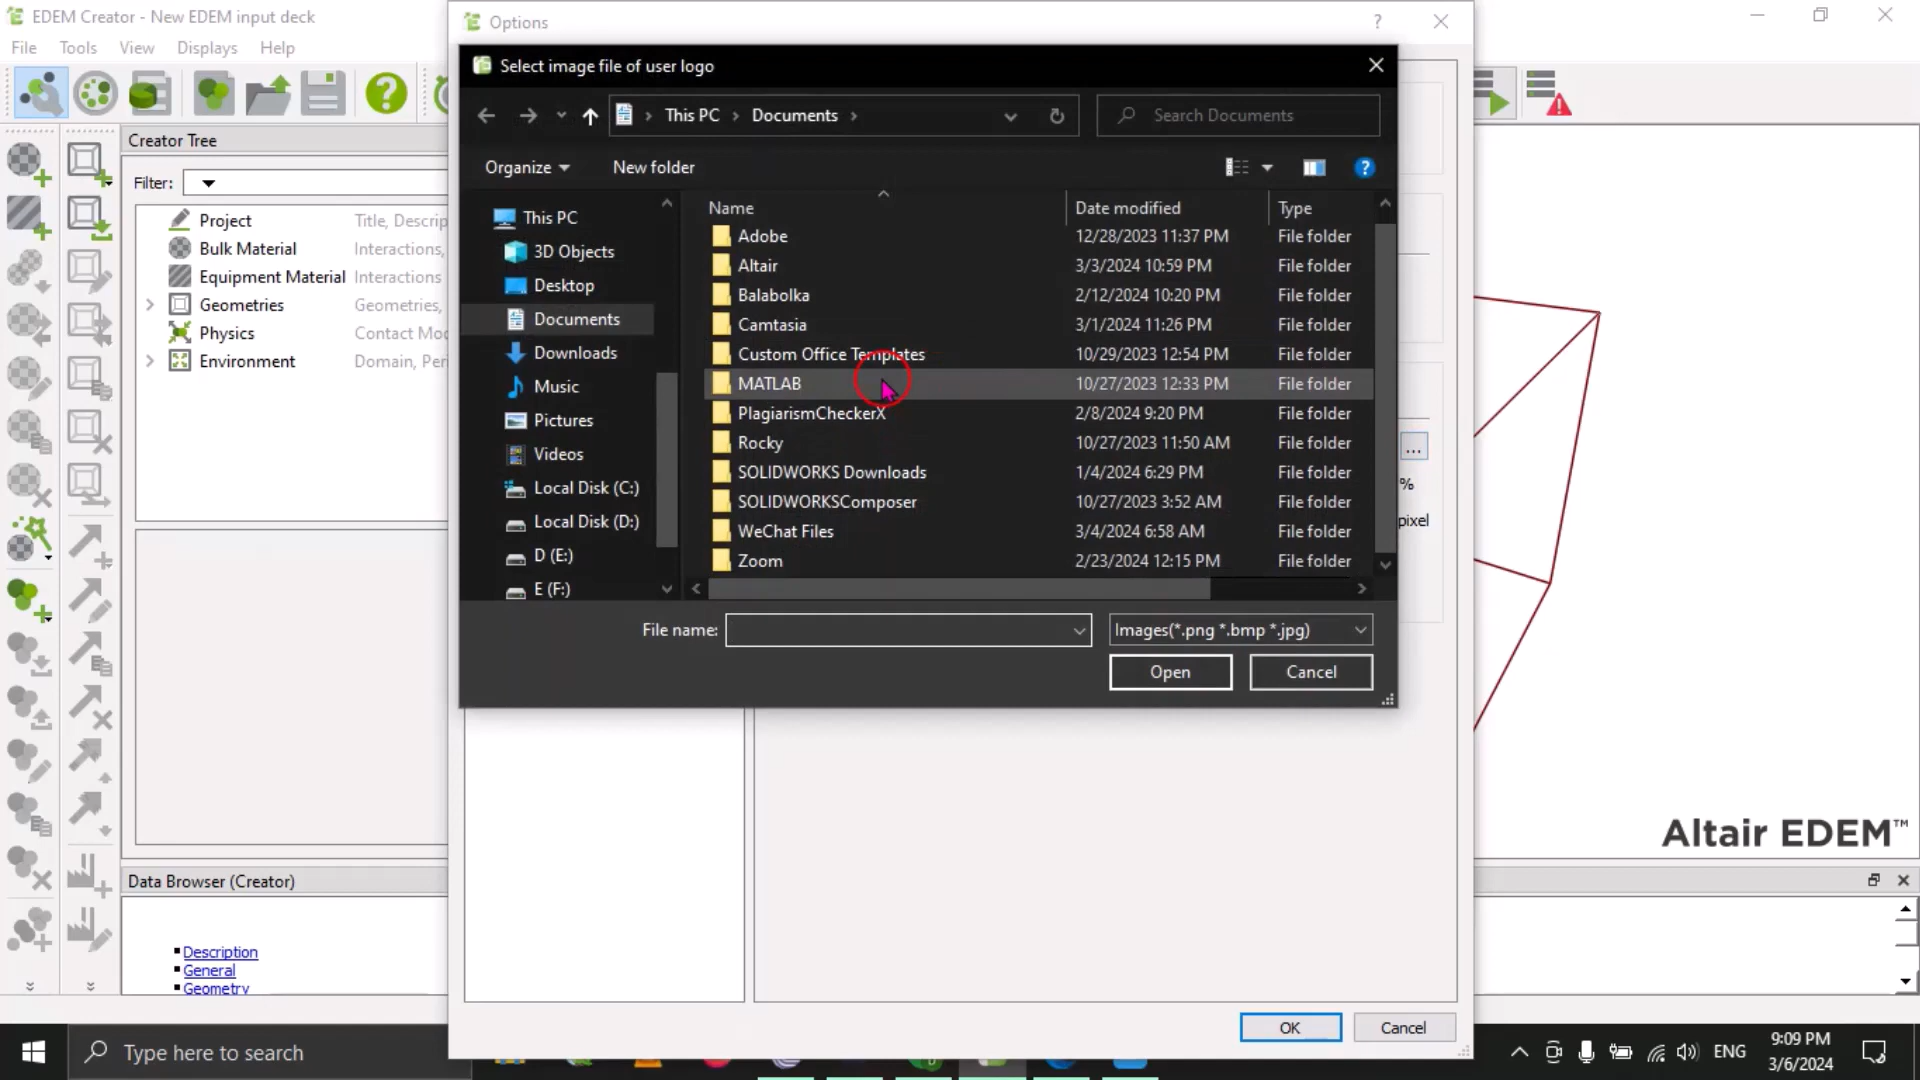 EDEM Creator - New EDEM input deck
File Tools View Displays Help
Creator Tree
Filter:
Project Title, Descrip
Bulk Material Interactions,
Equipment Material Interactions
Geometries Geometries,
Physics Contact Mod
Environment Domain, Peri
Data Browser (Creator)
Description
General
Geometry
Options
?
Select image file of user logo
This PC Documents
Search Documents
Organize New folder
?
This PC
3D Objects
Desktop
Documents
Downloads
Music
Pictures
Videos
Local Disk (C:)
Local Disk (D:)
D (E:)
E (F:)
Name Date modified Type
Adobe 12/28/2023 11:37 PM File folder
Altair 3/3/2024 10:59 PM File folder
Balabolka 2/12/2024 10:20 PM File folder
Camtasia 3/1/2024 11:26 PM File folder
Custom Office Templates 10/29/2023 12:54 PM File folder
MATLAB 10/27/2023 12:33 PM File folder
PlagiarismCheckerX 2/8/2024 9:20 PM File folder
Rocky 10/27/2023 11:50 AM File folder
SOLIDWORKS Downloads 1/4/2024 6:29 PM File folder
SOLIDWORKSComposer 10/27/2023 3:52 AM File folder
WeChat Files 3/4/2024 6:58 AM File folder
Zoom 2/23/2024 12:15 PM File folder
File name: Images(*.png *.bmp *.jpg)
Open Cancel
...
%
pixel
Altair EDEM™
OK Cancel
Type here to search
ENG
9:09 PM
3/6/2024